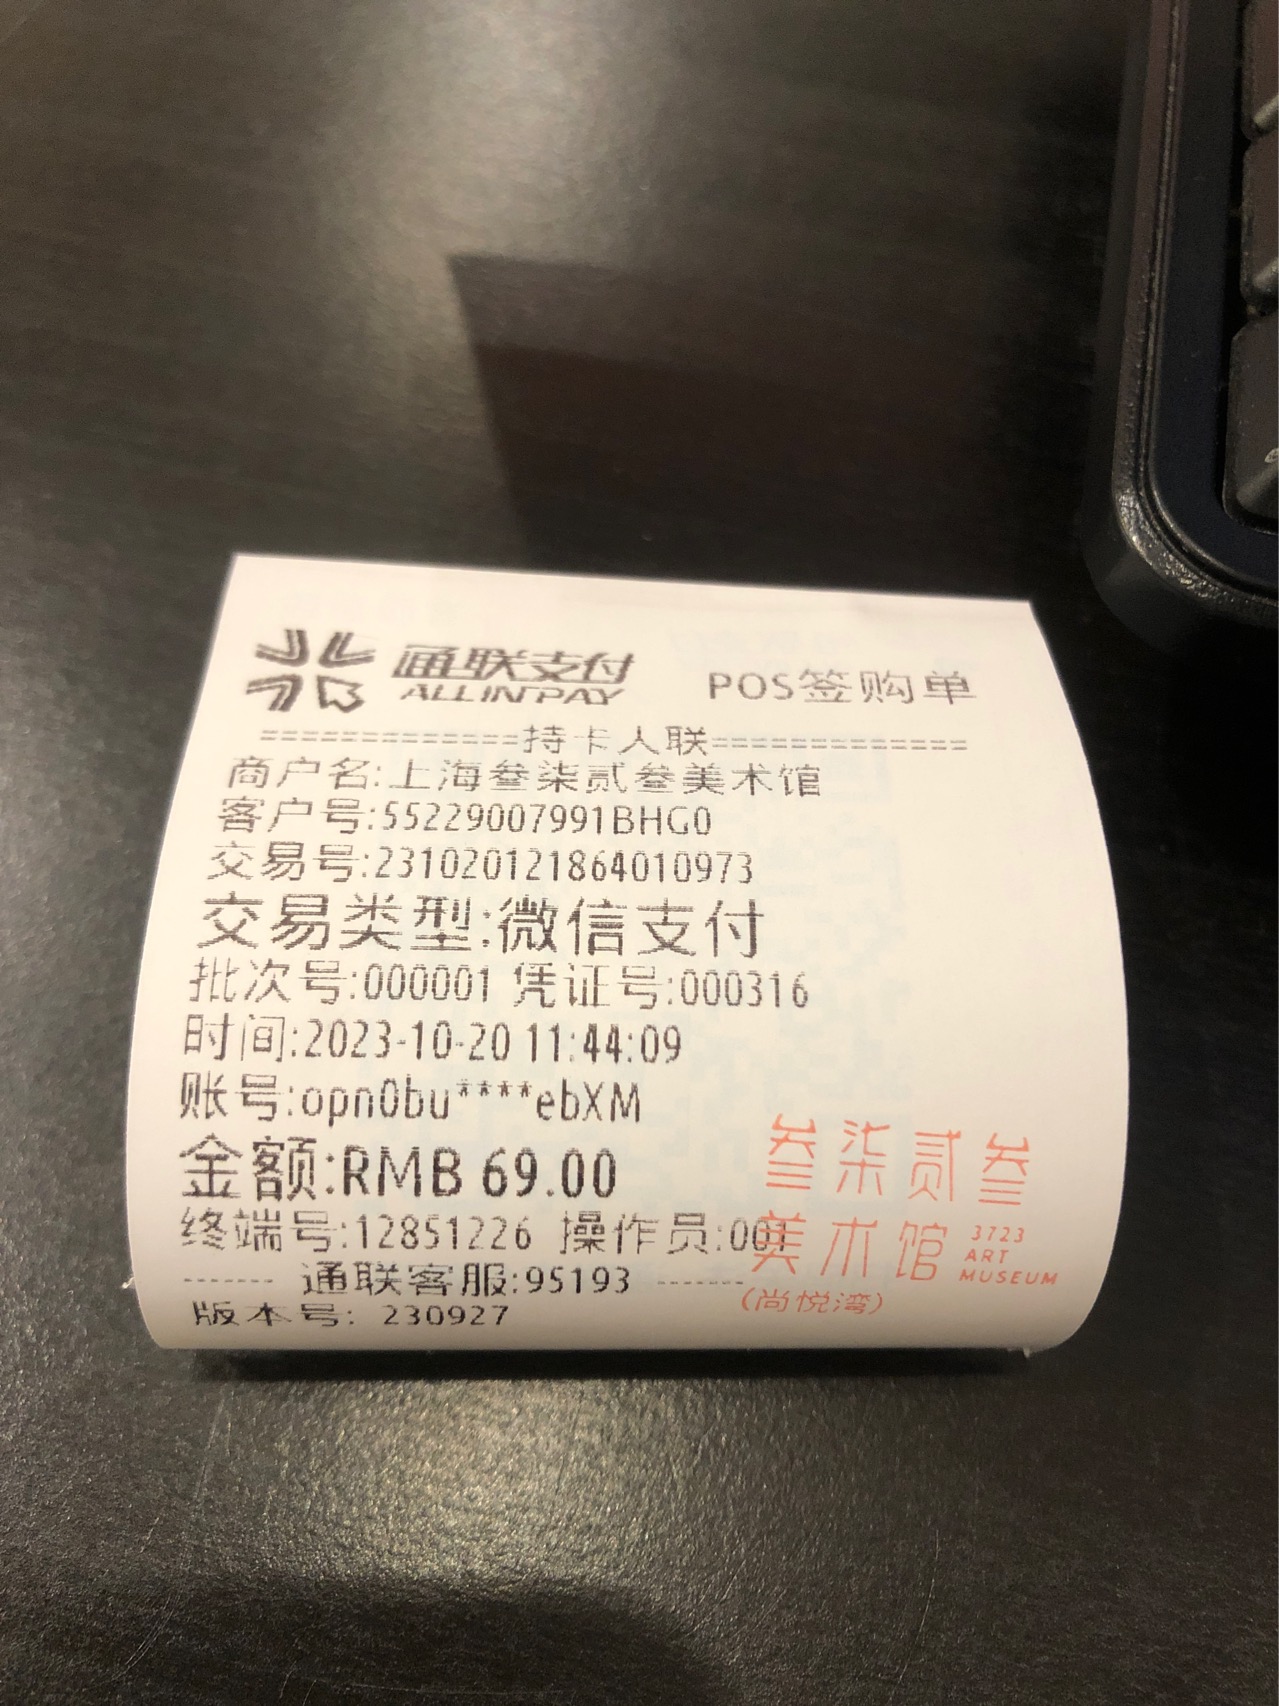 通联支付
ALLINPAY
POS签购单
=============持卡人联=============
商户名:上海叁柒贰叁美术馆
客户号:55229007991BHG0
交易号:231020121864010973
交易类型:微信支付
批次号:000001 凭证号:000316
时间:2023-10-20 11:44:09
账号:opn0bu****ebXM
金额:RMB 69.00
终端号:12851226 操作员:001
------- 通联客服:95193 -------
版本号: 230927
叁柒贰叁
美术馆
3723
ART
MUSEUM
(尚悦湾)